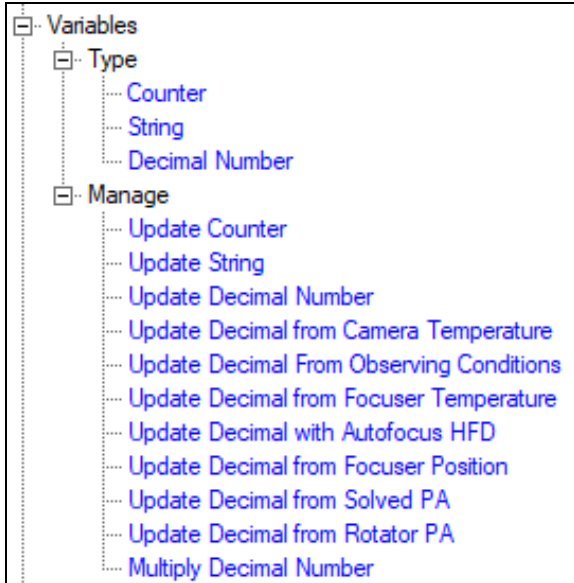 Variables
Type
Counter
String
Decimal Number
Manage
Update Counter
Update String
Update Decimal Number
Update Decimal from Camera Temperature
Update Decimal From Observing Conditions
Update Decimal from Focuser Temperature
Update Decimal with Autofocus HFD
Update Decimal from Focuser Position
Update Decimal from Solved PA
Update Decimal from Rotator PA
Multiply Decimal Number